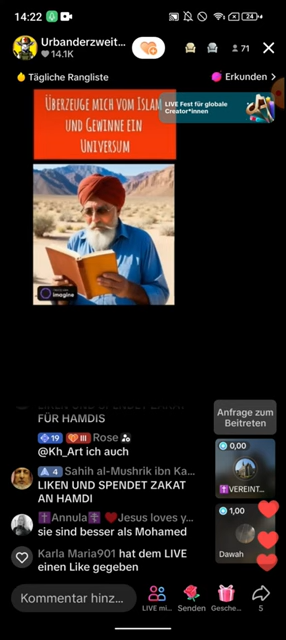 14:22
24
Urbanderzweit...
14.1K
71
Tägliche Rangliste
Erkunden >
LIVE Fest für globale
Creator*innen
ÜBERZEUGE MICH VOM ISLAM
UND GEWINNE EIN
UNIVERSUM
imagine
FÜR HAMDIS
19 III Rose
@Kh_Art ich auch
4 Sahih al-Mushrik ibn Ka...
LIKEN UND SPENDET ZAKAT
AN HAMDI
Annula Jesus loves y...
sie sind besser als Mohamed
Karla Maria901 hat dem LIVE
einen Like gegeben
Anfrage zum
Beitreten
0,00
VEREINT...
1,00
Dawah
Kommentar hinz...
LIVE mi...
Senden
Gesche...
5